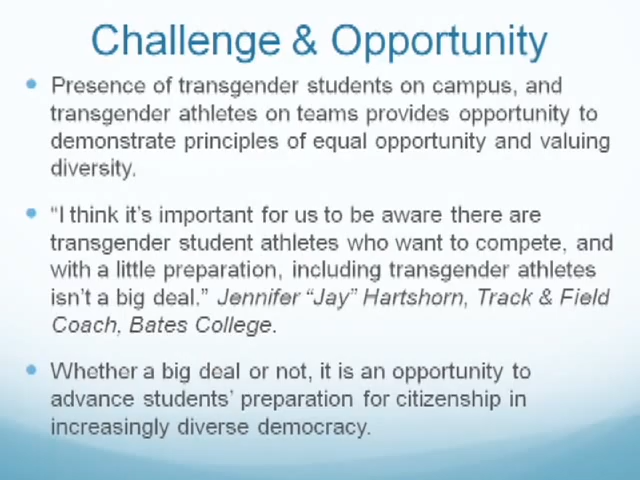 Challenge & Opportunity
Presence of transgender students on campus, and
transgender athletes on teams provides opportunity to
demonstrate principles of equal opportunity and valuing
diversity.
“I think it’s important for us to be aware there are
transgender student athletes who want to compete, and
with a little preparation, including transgender athletes
isn’t a big deal.” Jennifer “Jay” Hartshorn, Track & Field
Coach, Bates College.
Whether a big deal or not, it is an opportunity to
advance students’ preparation for citizenship in
increasingly diverse democracy.